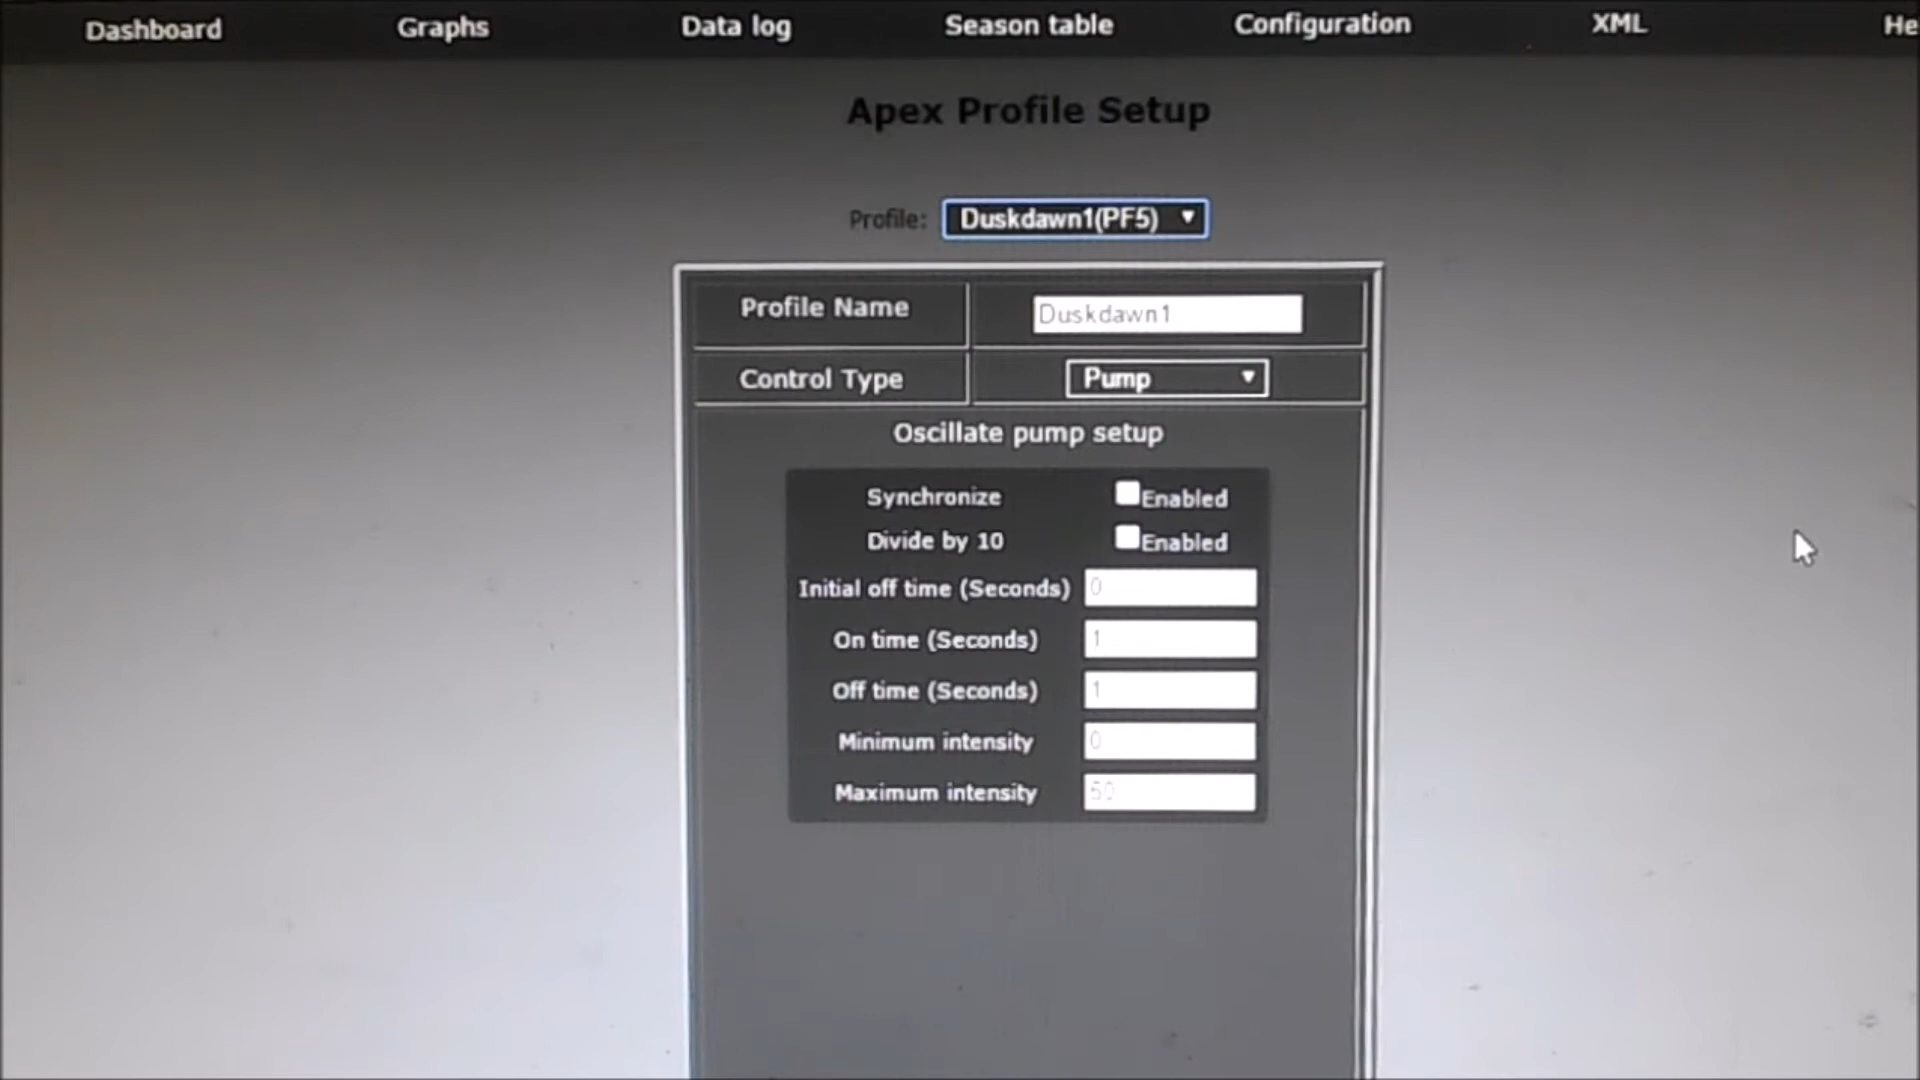 Dashboard Graphs Data log Season table Configuration XML He
Apex Profile Setup
Profile: Duskdawn1(PF5)
Profile Name Duskdawn1
Control Type Pump
Oscillate pump setup
Synchronize Enabled
Divide by 10 Enabled
Initial off time (Seconds) 0
On time (Seconds) 1
Off time (Seconds) 1
Minimum intensity 0
Maximum intensity 50